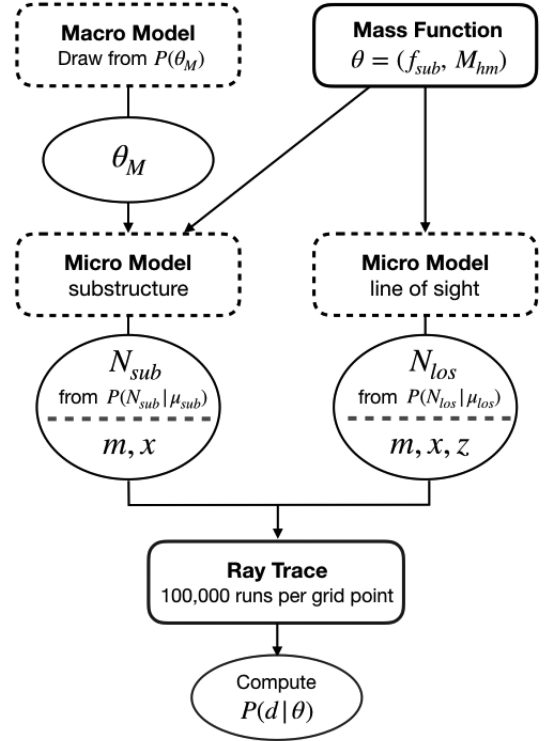 Macro Model
Draw from P(θ_M)
Mass Function
θ = (f_sub, M_hm)
θ_M
Micro Model
substructure
Micro Model
line of sight
N_sub
from P(N_sub|μ_sub)
m, x
N_los
from P(N_los|μ_los)
m, x, z
Ray Trace
100,000 runs per grid point
Compute
P(d|θ)